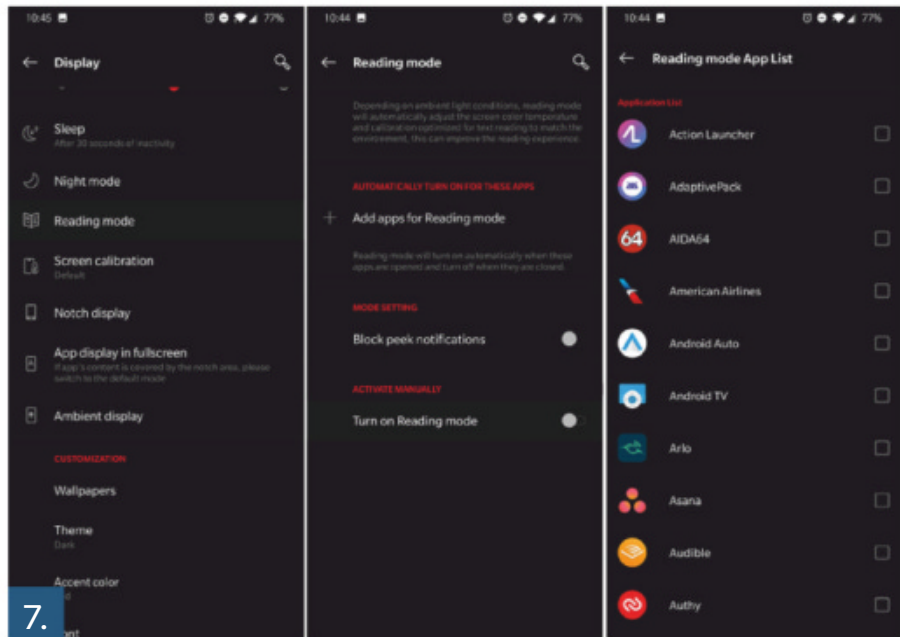 10:45
77%
Display
Sleep
After 30 seconds of inactivity
Night mode
Reading mode
Screen calibration
Default
Notch display
App display in fullscreen
If app's content is covered by the notch area, please
switch to the default mode
Ambient display
CUSTOMIZATION
Wallpapers
Theme
Dark
Accent color
7.
10:44
77%
Reading mode
Depending on ambient light conditions, reading mode
will automatically adjust the screen color temperature
and calibration optimized for text reading to match the
environment, this can improve the reading experience.
AUTOMATICALLY TURN ON FOR THESE APPS
Add apps for Reading mode
Reading mode will turn on automatically when these
apps are opened and turn off when they are closed.
MODE SETTING
Block peek notifications
ACTIVATE MANUALLY
Turn on Reading mode
10:44
77%
Reading mode App List
Application List
Action Launcher
AdaptivePack
64
AIDA64
American Airlines
Android Auto
Android TV
Arlo
Asana
Audible
Authy